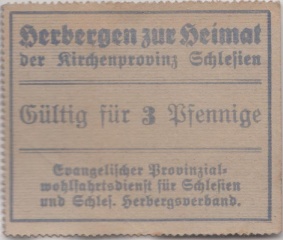 Herbergen zur Heimat
der Kirchenprovinz Schlesien
Gültig für 3 Pfennige
Evangelischer Provinzial-
wohlfahrtsdienst für Schlesien
und Schles. Herbergsverband.